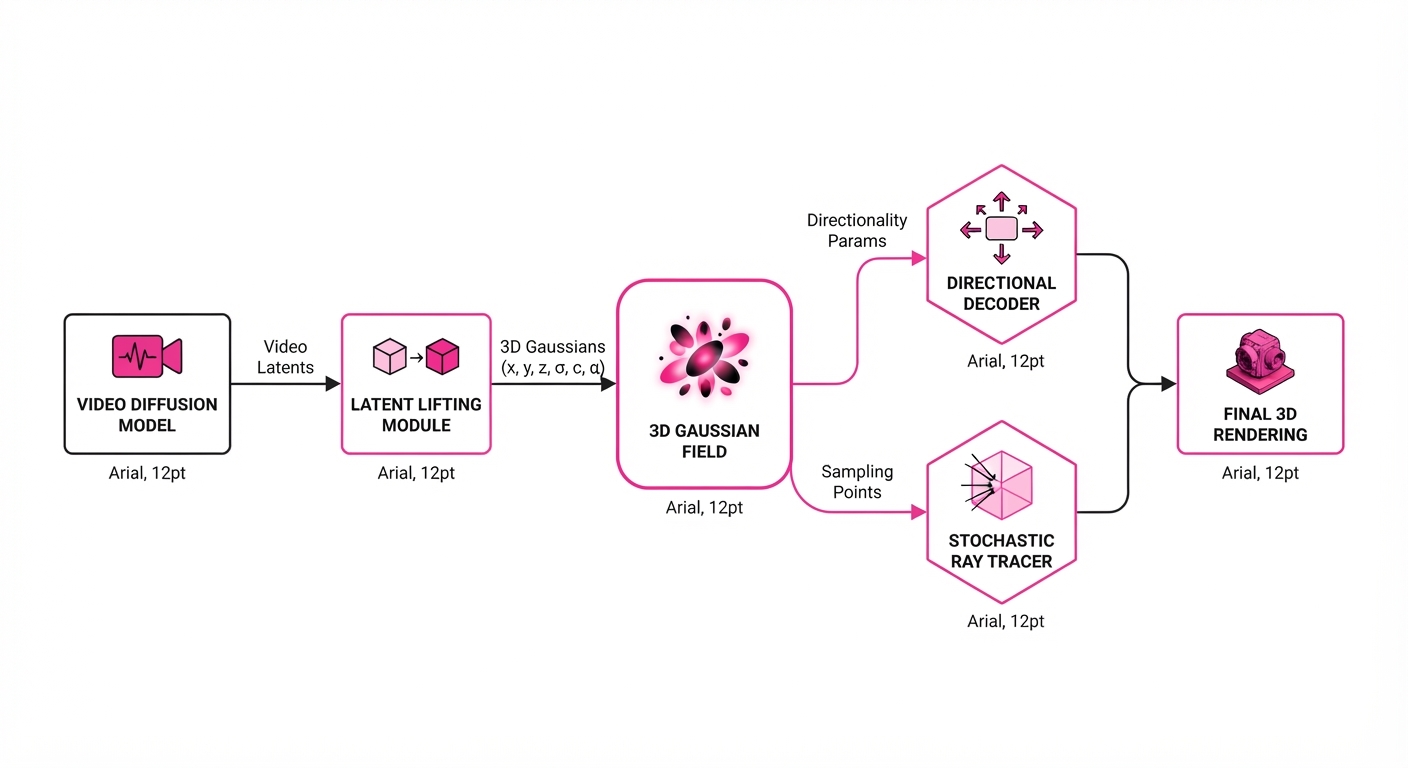 Video
Latents
VIDEO DIFFUSION
MODEL
Arial, 12pt
LATENT LIFTING
MODULE
Arial, 12pt
3D Gaussians
(x, y, z, σ, c, α)
3D GAUSSIAN
FIELD
Arial, 12pt
Directionality
Params
DIRECTIONAL
DECODER
Arial, 12pt
Sampling
Points
STOCHASTIC
RAY TRACER
Arial, 12pt
FINAL 3D
RENDERING
Arial, 12pt